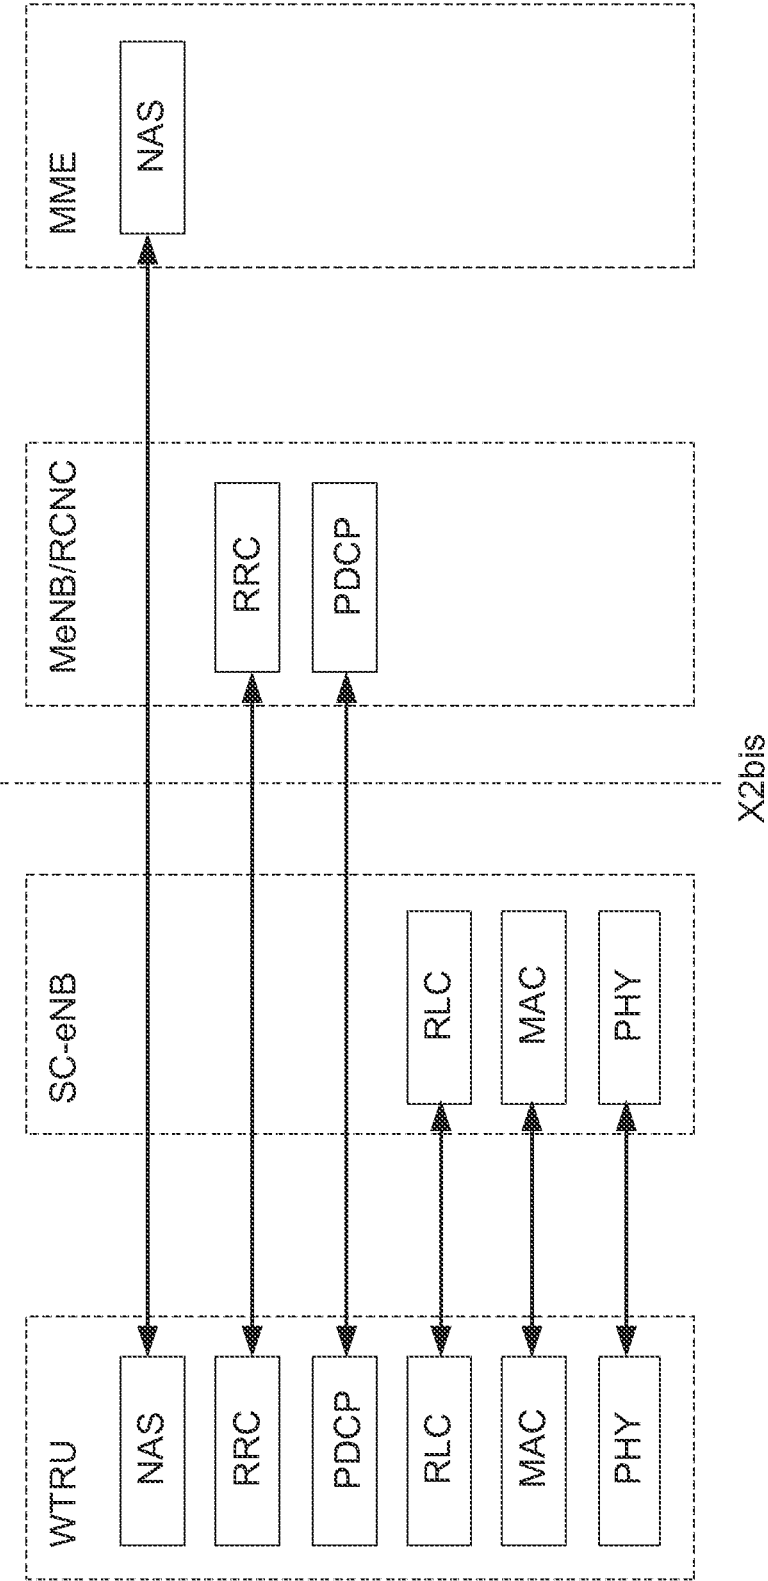 WTRU
NAS
RRC
PDCP
RLC
MAC
PHY
SC-eNB
RLC
MAC
PHY
X2bis
MeNB/RCNC
RRC
PDCP
MME
NAS